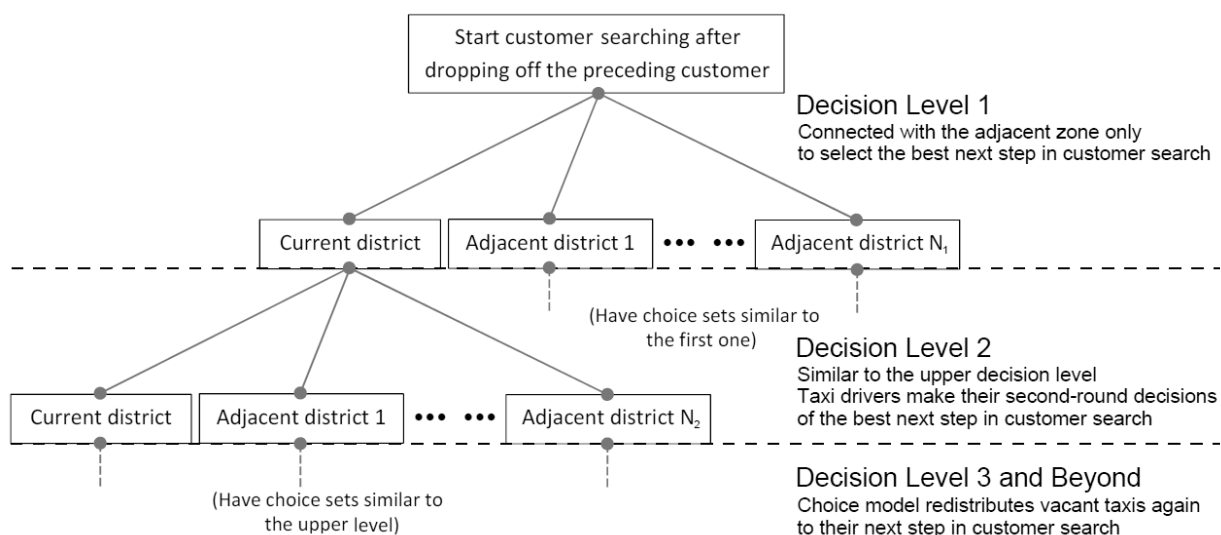 Start customer searching after
dropping off the preceding customer
Decision Level 1
Connected with the adjacent zone only
to select the best next step in customer search
Current district
Adjacent district 1
••• •••
Adjacent district N₁
(Have choice sets similar to
the first one)
Decision Level 2
Similar to the upper decision level
Taxi drivers make their second-round decisions
of the best next step in customer search
Current district
Adjacent district 1
••• •••
Adjacent district N₂
(Have choice sets similar to
the upper level)
Decision Level 3 and Beyond
Choice model redistributes vacant taxis again
to their next step in customer search